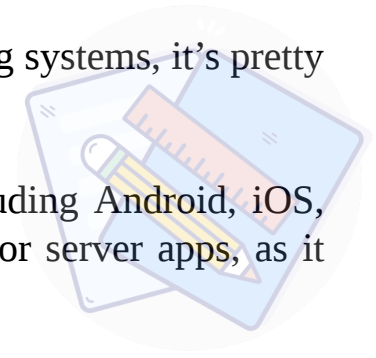 g systems, it’s pretty
uding Android, iOS,
or server apps, as it